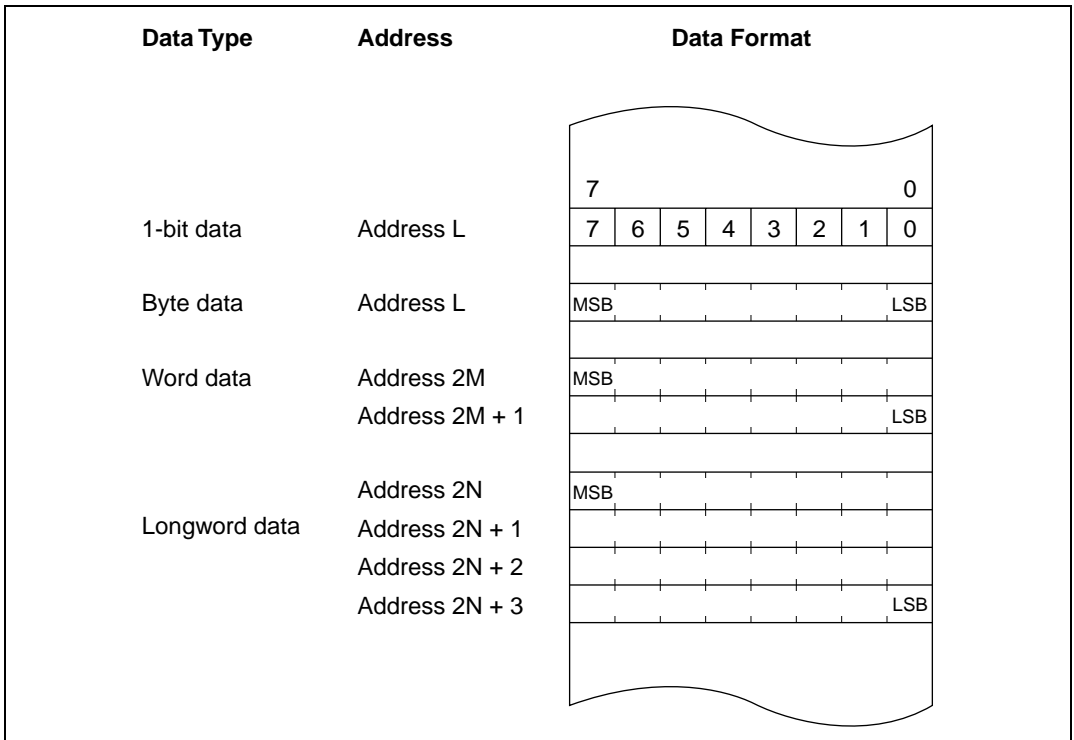 Data Type Address Data Format
7 0
1-bit data Address L 7 6 5 4 3 2 1 0
Byte data Address L MSB LSB
Word data Address 2M MSB
Address 2M + 1 LSB
Address 2N MSB
Longword data Address 2N + 1
Address 2N + 2
Address 2N + 3 LSB